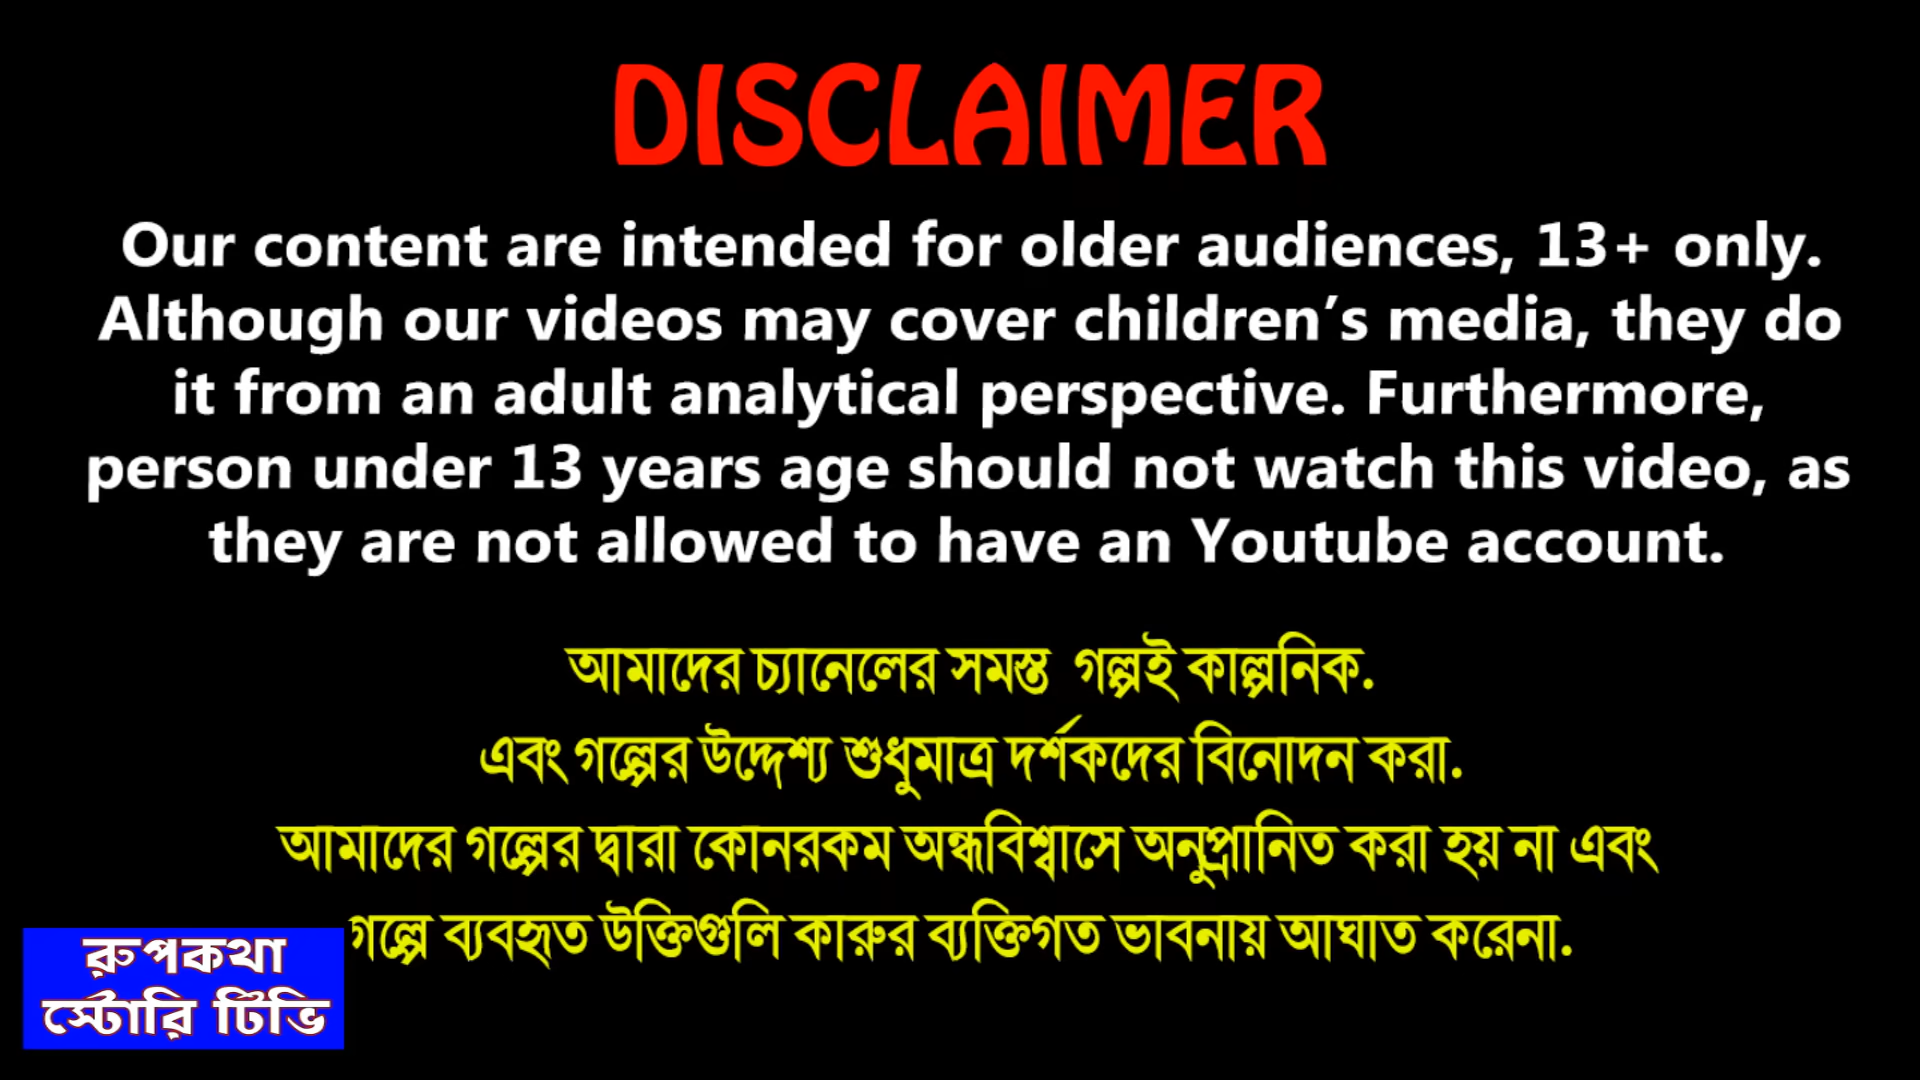 DISCLAIMER
Our content are intended for older audiences, 13+ only.
Although our videos may cover children’s media, they do
it from an adult analytical perspective. Furthermore,
person under 13 years age should not watch this video, as
they are not allowed to have an Youtube account.
আমাদের চ্যানেলের সমস্ত গল্পই কাল্পনিক.
এবং গল্পের উদ্দেশ্য শুধুমাত্র দর্শকদের বিনোদন করা.
আমাদের গল্পের দ্বারা কোনরকম অন্ধবিশ্বাসে অনুপ্রানিত করা হয় না এবং
গল্পে ব্যবহৃত উক্তিগুলি কারুর ব্যক্তিগত ভাবনায় আঘাত করেনা.
রুপকথা
স্টোরি টিভি